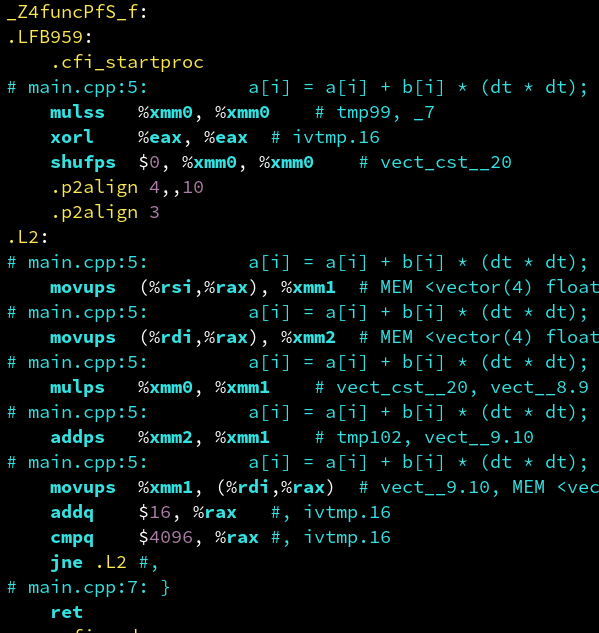 _Z4funcPfS_f:
.LFB959:
    .cfi_startproc
# main.cpp:5:         a[i] = a[i] + b[i] * (dt * dt);
    mulss   %xmm0, %xmm0    # tmp99, _7
    xorl    %eax, %eax  # ivtmp.16
    shufps  $0, %xmm0, %xmm0    # vect_cst__20
    .p2align 4,,10
    .p2align 3
.L2:
# main.cpp:5:         a[i] = a[i] + b[i] * (dt * dt);
    movups  (%rsi,%rax), %xmm1  # MEM <vector(4) float
# main.cpp:5:         a[i] = a[i] + b[i] * (dt * dt);
    movups  (%rdi,%rax), %xmm2  # MEM <vector(4) float
# main.cpp:5:         a[i] = a[i] + b[i] * (dt * dt);
    mulps   %xmm0, %xmm1    # vect_cst__20, vect__8.9
# main.cpp:5:         a[i] = a[i] + b[i] * (dt * dt);
    addps   %xmm2, %xmm1    # tmp102, vect__9.10
# main.cpp:5:         a[i] = a[i] + b[i] * (dt * dt);
    movups  %xmm1, (%rdi,%rax)  # vect__9.10, MEM <vec
    addq    $16, %rax   #, ivtmp.16
    cmpq    $4096, %rax #, ivtmp.16
    jne .L2 #,
# main.cpp:7: }
    ret